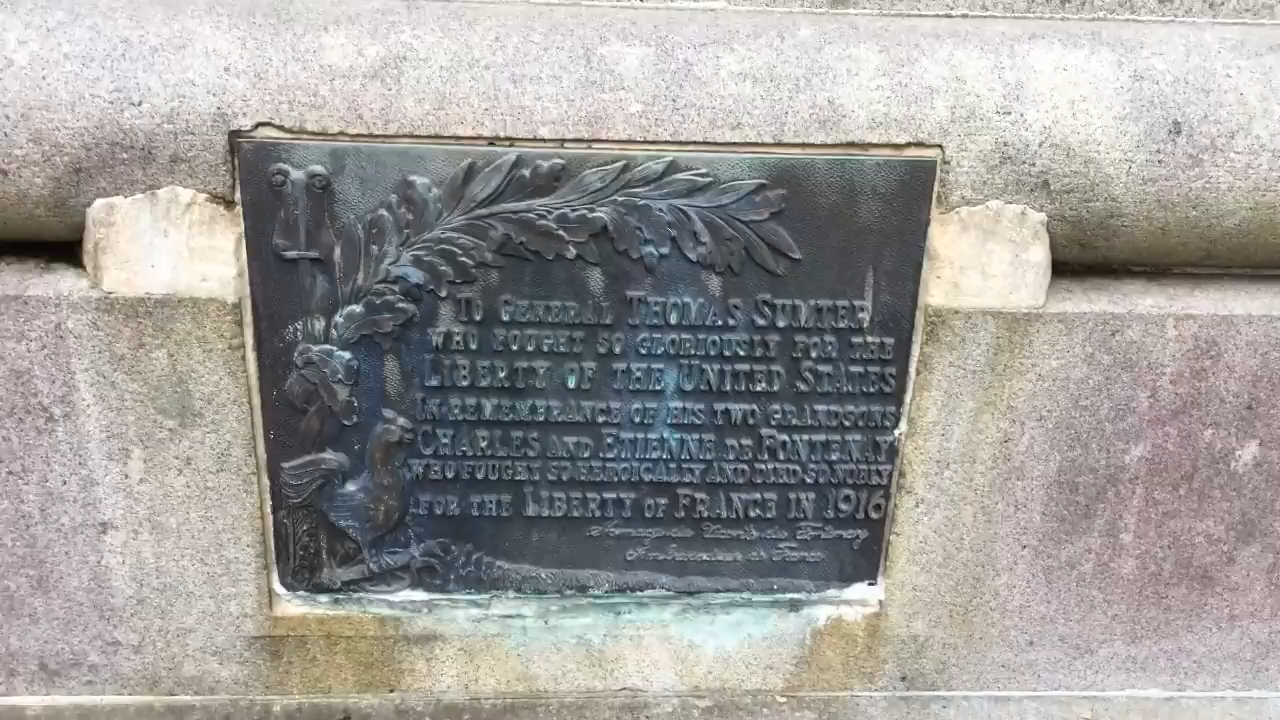 TO GENERAL THOMAS SUMTER
WHO FOUGHT SO GLORIOUSLY FOR THE
LIBERTY OF THE UNITED STATES
IN REMEMBRANCE OF HIS TWO GRANDSONS
CHARLES AND ETIENNE DE FONTENAY
WHO FOUGHT SO HEROICALLY AND DIED SO NOBLY
FOR THE LIBERTY OF FRANCE IN 1916